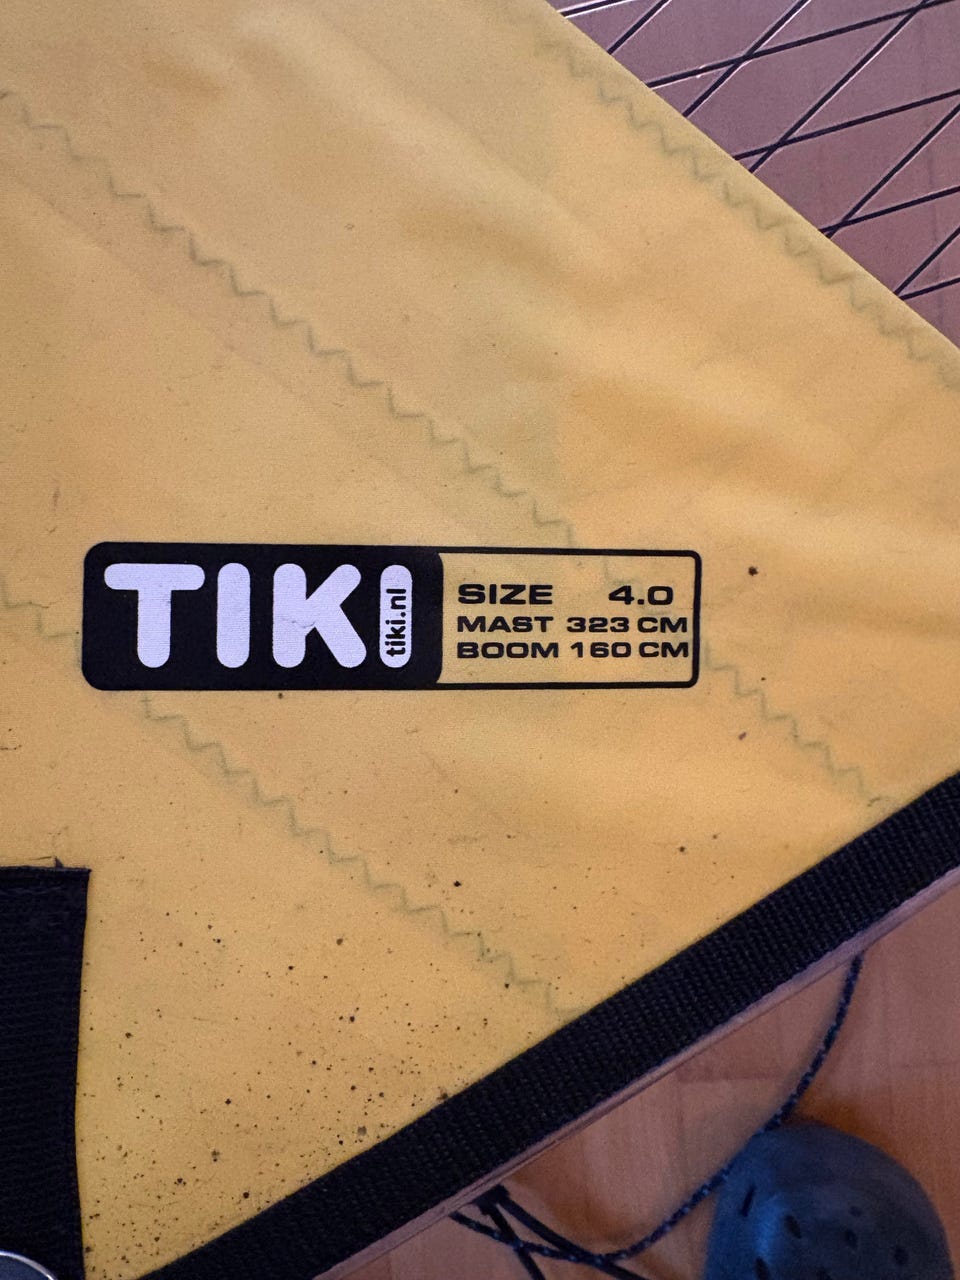 TIKI
tiki.nl
SIZE 4.0
MAST 323 CM
BOOM 160 CM